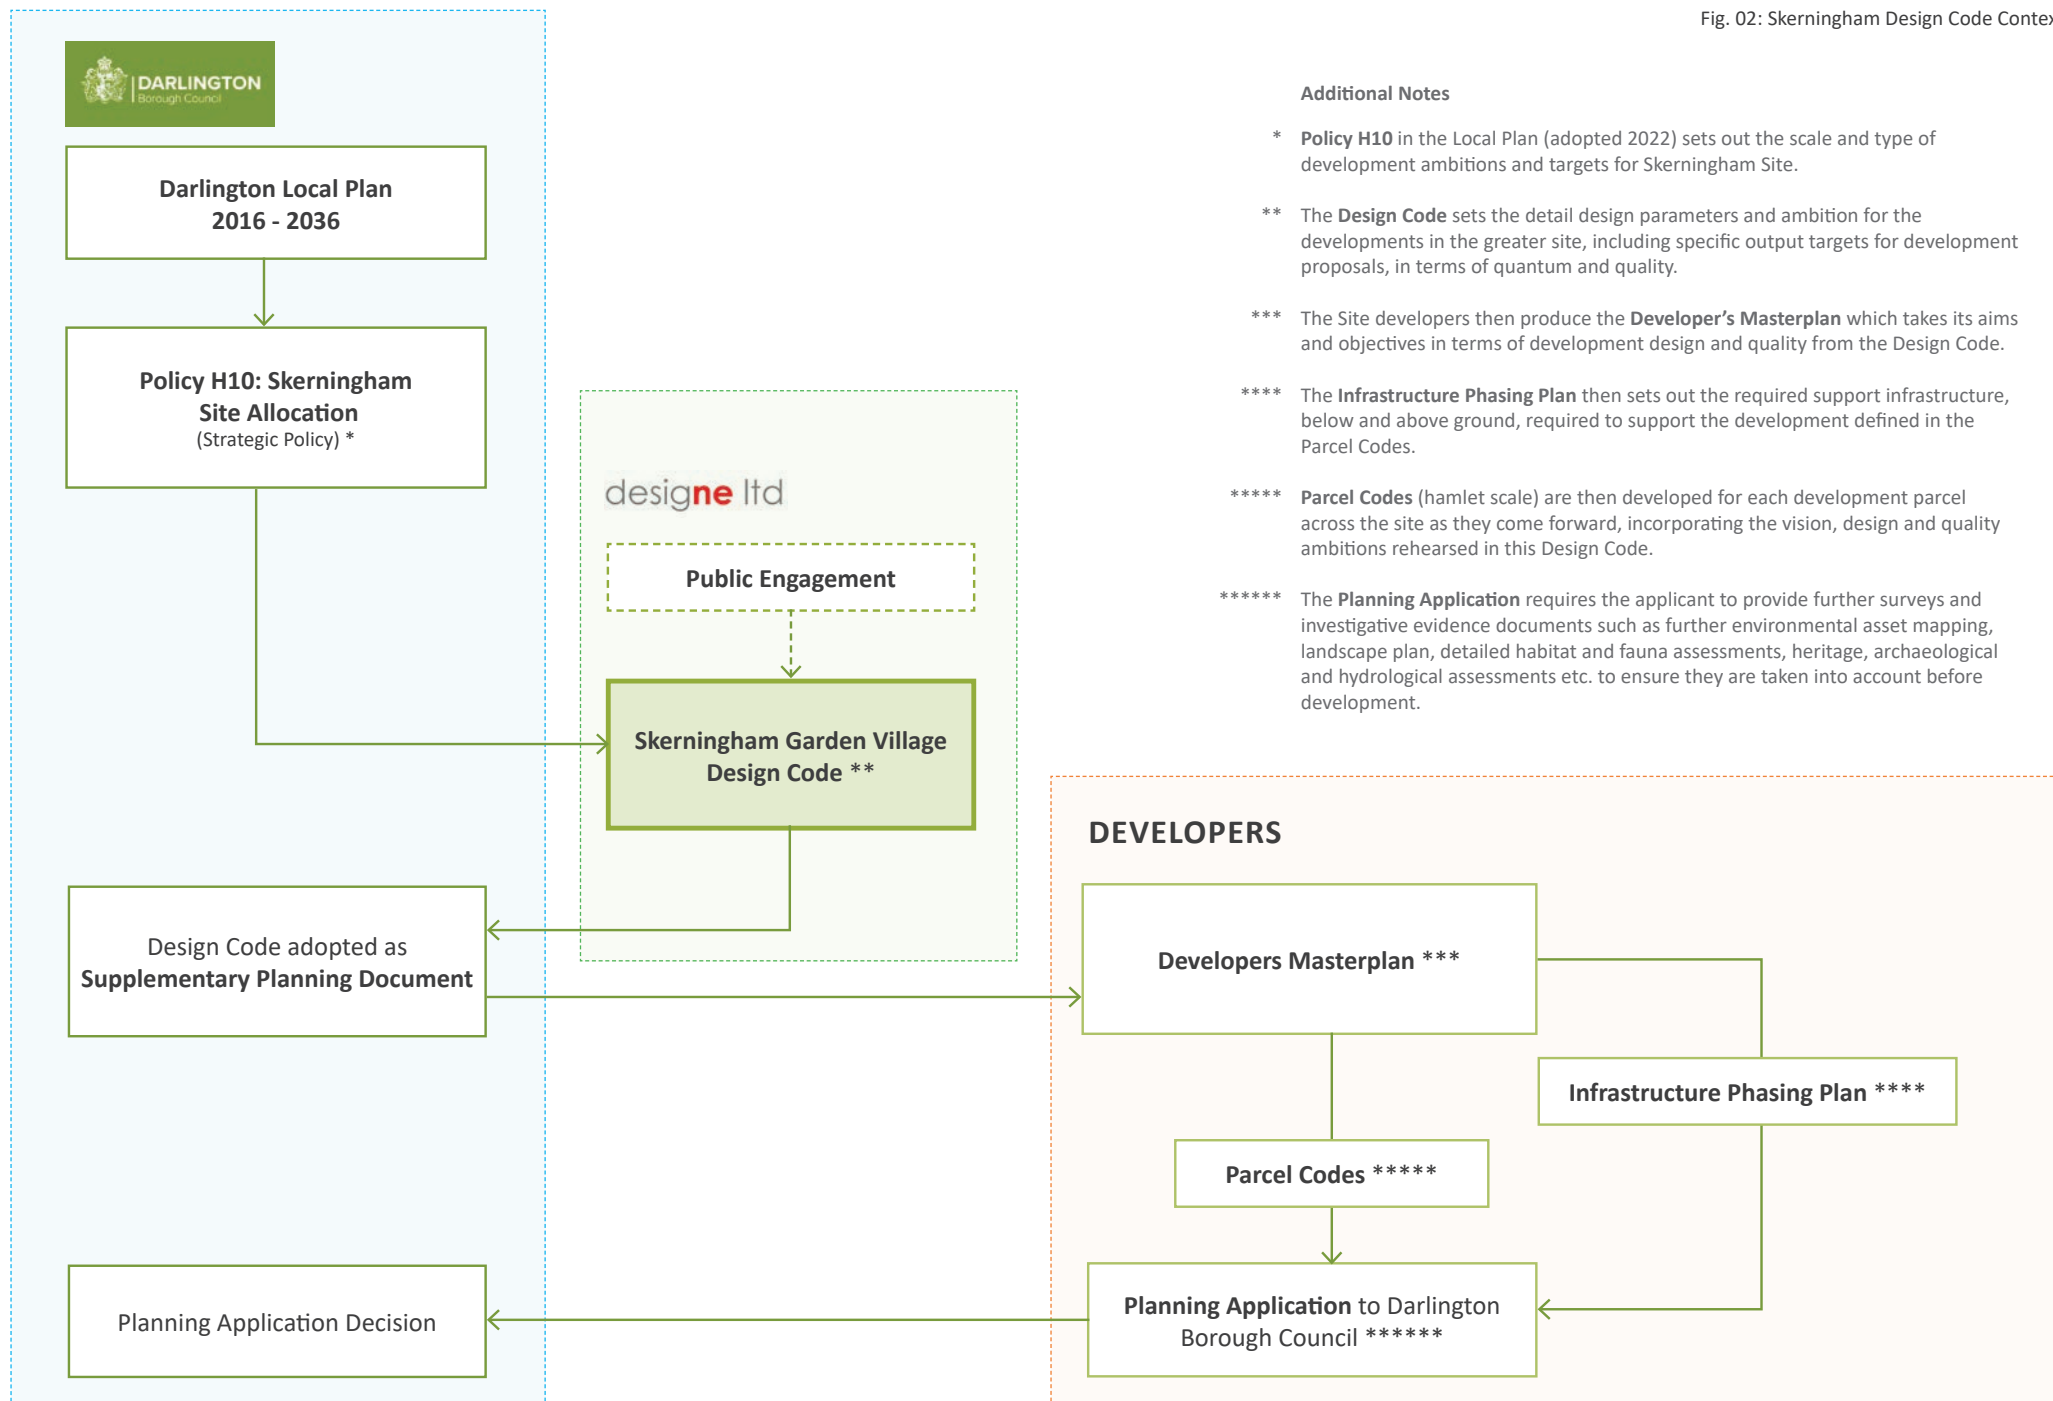 Fig. 02: Skerningham Design Code Contex
DARLINGTON
Borough Council
Darlington Local Plan
2016 - 2036
Policy H10: Skerningham
Site Allocation
(Strategic Policy) *
designe ltd
Public Engagement
Skerningham Garden Village
Design Code **
Design Code adopted as
Supplementary Planning Document
Planning Application Decision
Additional Notes
* Policy H10 in the Local Plan (adopted 2022) sets out the scale and type of
development ambitions and targets for Skerningham Site.
** The Design Code sets the detail design parameters and ambition for the
developments in the greater site, including specific output targets for development
proposals, in terms of quantum and quality.
*** The Site developers then produce the Developer's Masterplan which takes its aims
and objectives in terms of development design and quality from the Design Code.
**** The Infrastructure Phasing Plan then sets out the required support infrastructure,
below and above ground, required to support the development defined in the
Parcel Codes.
***** Parcel Codes (hamlet scale) are then developed for each development parcel
across the site as they come forward, incorporating the vision, design and quality
ambitions rehearsed in this Design Code.
****** The Planning Application requires the applicant to provide further surveys and
investigative evidence documents such as further environmental asset mapping,
landscape plan, detailed habitat and fauna assessments, heritage, archaeological
and hydrological assessments etc. to ensure they are taken into account before
development.
DEVELOPERS
Developers Masterplan ***
Infrastructure Phasing Plan ****
Parcel Codes *****
Planning Application to Darlington
Borough Council ******